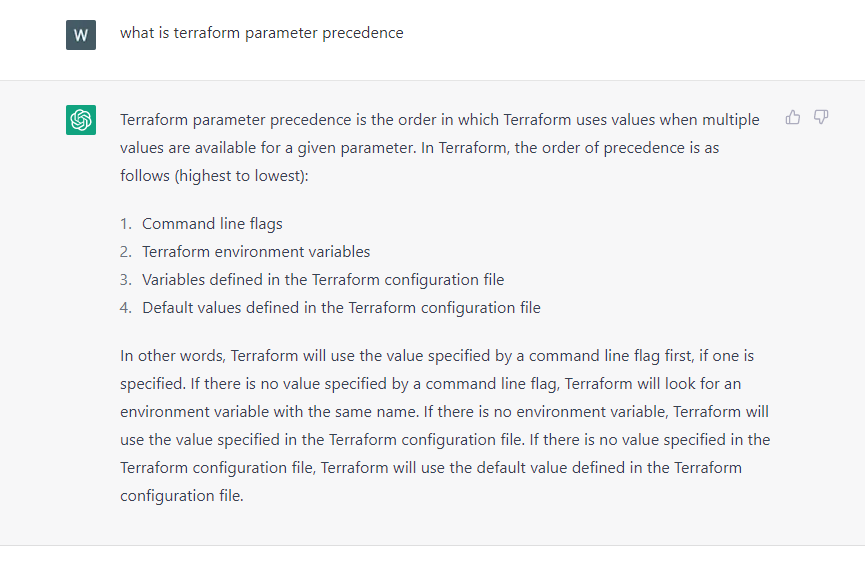 W
what is terraform parameter precedence
Terraform parameter precedence is the order in which Terraform uses values when multiple
values are available for a given parameter. In Terraform, the order of precedence is as
follows (highest to lowest):
1. Command line flags
2. Terraform environment variables
3. Variables defined in the Terraform configuration file
4. Default values defined in the Terraform configuration file
In other words, Terraform will use the value specified by a command line flag first, if one is
specified. If there is no value specified by a command line flag, Terraform will look for an
environment variable with the same name. If there is no environment variable, Terraform will
use the value specified in the Terraform configuration file. If there is no value specified in the
Terraform configuration file, Terraform will use the default value defined in the Terraform
configuration file.